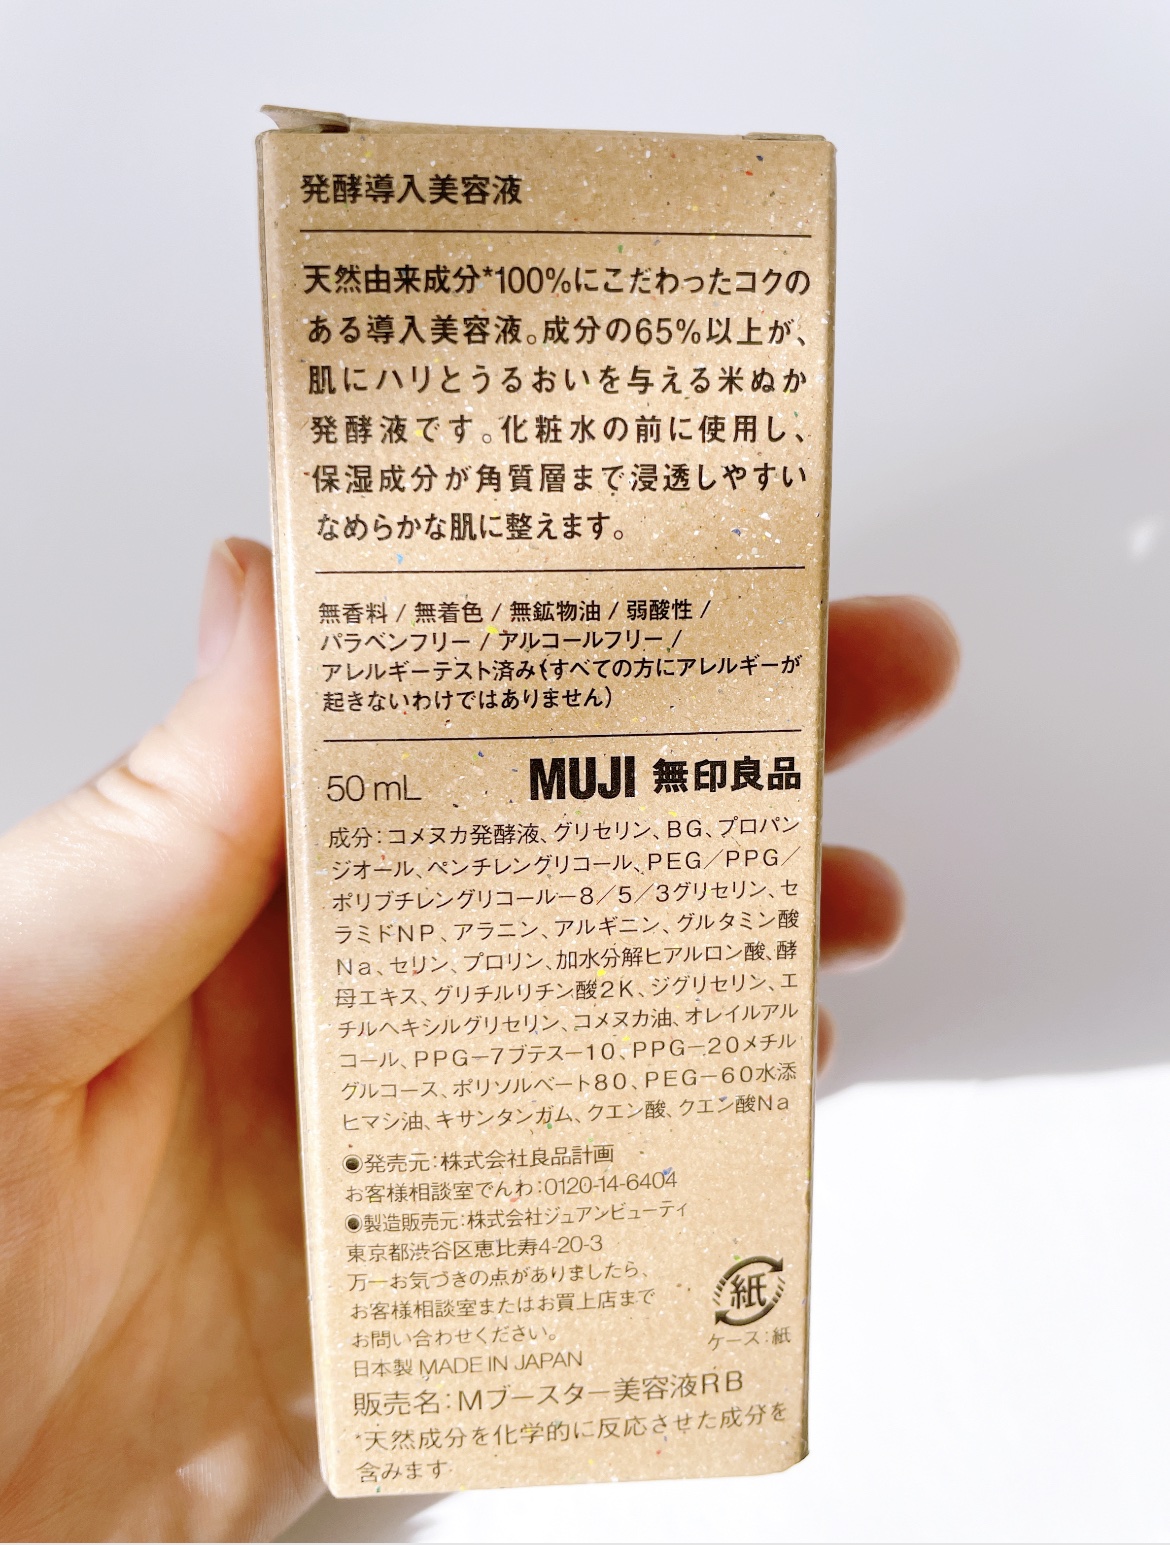 発酵導入美容液
天然由来成分*100%にこだわったコクの
ある導入美容液。成分の65%以上が、
肌にハリとうるおいを与える米ぬか
発酵液です。化粧水の前に使用し、
保湿成分が角質層まで浸透しやすい
なめらかな肌に整えます。
無香料 / 無着色 / 無鉱物油 / 弱酸性 /
パラベンフリー / アルコールフリー /
アレルギーテスト済み(すべての方にアレルギーが
起きないわけではありません)
50 mL MUJI 無印良品
成分：コメヌカ発酵液、グリセリン、BG、プロパン
ジオール、ペンチレングリコール、PEG／PPG／
ポリブチレングリコール－8／5／3グリセリン、セ
ラミドNP、アラニン、アルギニン、グルタミン酸
Na、セリン、プロリン、加水分解ヒアルロン酸、酵
母エキス、グリチルリチン酸2K、ジグリセリン、エ
チルヘキシルグリセリン、コメヌカ油、オレイルアル
コール、PPG－7ブテス－10、PPG－20メチル
グルコース、ポリソルベート80、PEG－60水添
ヒマシ油、キサンタンガム、クエン酸、クエン酸Na
◉発売元：株式会社良品計画
お客様相談室でんわ：0120-14-6404
◉製造販売元：株式会社ジュアンビューティ
東京都渋谷区恵比寿4-20-3
万一お気づきの点がありましたら、
お客様相談室またはお買上店まで
お問い合わせください。
紙
ケース：紙
日本製 MADE IN JAPAN
販売名：Mブースター美容液RB
*天然成分を化学的に反応させた成分を
含みます